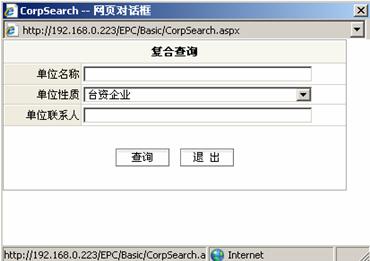 CorpSearch -- 网页对话框
http://192.168.0.223/EPC/Basic/CorpSearch.aspx
复合查询
单位名称
单位性质 台资企业
单位联系人
查询 退 出
http://192.168.0.223/EPC/Basic/CorpSearch.a Internet